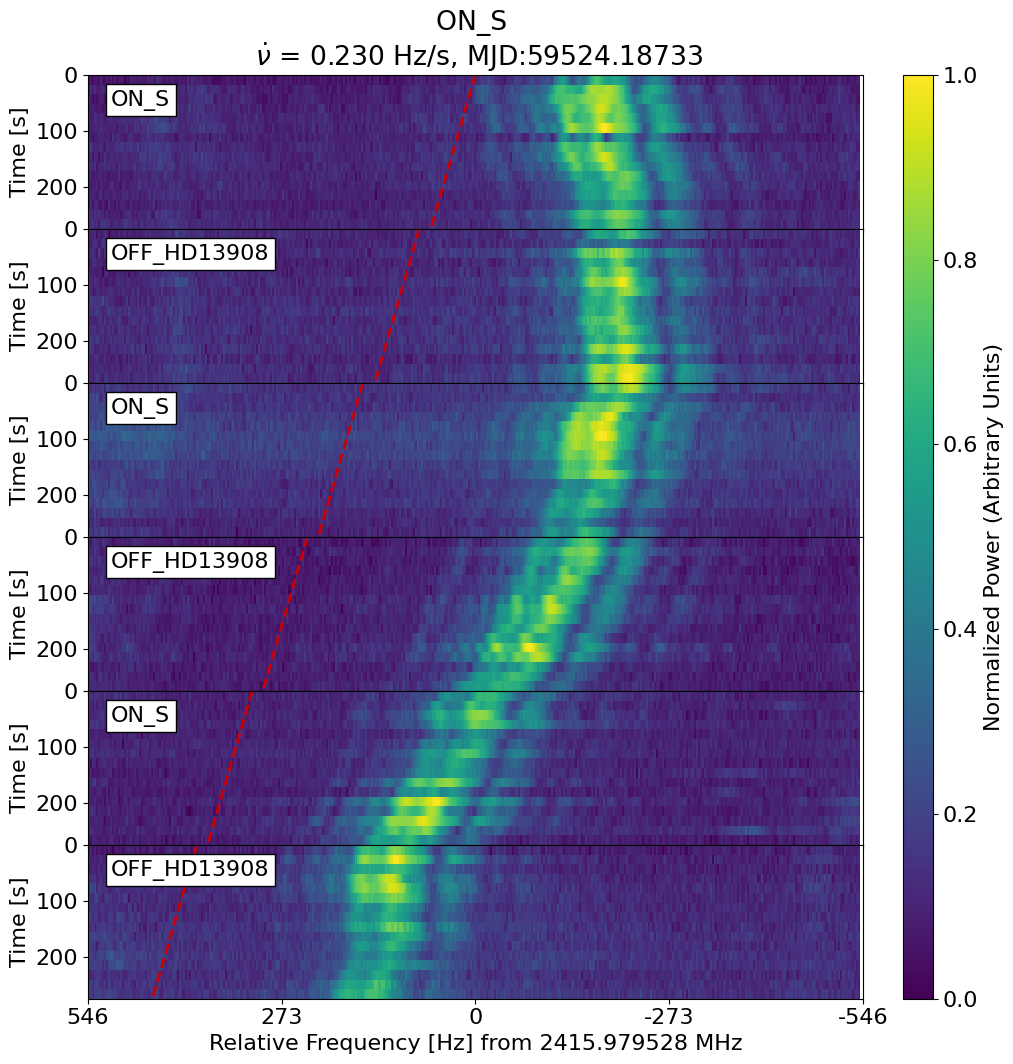 ON_S
ν̇ = 0.230 Hz/s, MJD:59524.18733
ON_S
OFF_HD13908
ON_S
OFF_HD13908
ON_S
OFF_HD13908
Time [s]
0
100
200
Time [s]
0
100
200
Time [s]
0
100
200
Time [s]
0
100
200
Time [s]
0
100
200
Time [s]
0
100
200
546
273
0
-273
-546
Relative Frequency [Hz] from 2415.979528 MHz
1.0
0.8
0.6
0.4
0.2
0.0
Normalized Power (Arbitrary Units)